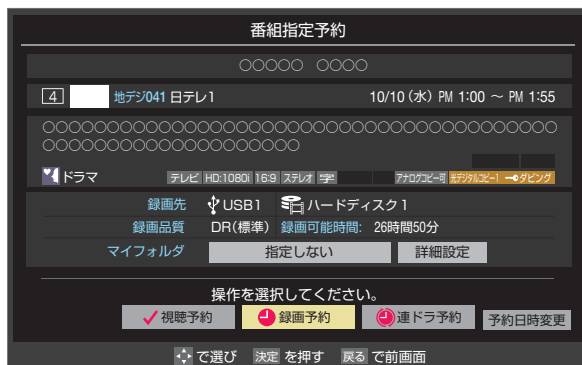 番組指定予約
○○○○○ ○○○○
4 地デジ041 日テレ1 10/10(水) PM 1:00 ～ PM 1:55
○○○○○○○○○○○○○○○○○○○○○○○○○○○○○○○○○○○○○○○○
○○○○○○○○○○○○○○○○○○○○
ドラマ テレビ HD:1080i 16:9 ステレオ 字 アナログコピー可 光デジタルコピー1 ダビング
録画先 USB1 ハードディスク1
録画品質 DR(標準) 録画可能時間: 26時間50分
マイフォルダ 指定しない 詳細設定
操作を選択してください。
視聴予約 録画予約 連ドラ予約 予約日時変更
で選び 決定 を押す 戻る で前画面